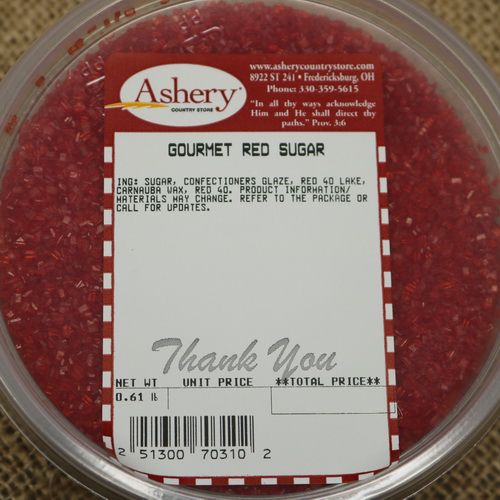 www.asherycountrystore.com
8922 ST 241 • Fredericksburg, OH
Phone: 330-359-5615
"In all thy ways acknowledge
Him and He shall direct thy
paths." Prov. 3:6
Ashery
COUNTRY STORE
GOURMET RED SUGAR
ING: SUGAR, CONFECTIONERS GLAZE, RED 40 LAKE,
CARNAUBA WAX, RED 40. PRODUCT INFORMATION/
MATERIALS MAY CHANGE. REFER TO THE PACKAGE OR
CALL FOR UPDATES.
Thank You
NET WT UNIT PRICE **TOTAL PRICE**
0.61 lb
2 51300 70310 2